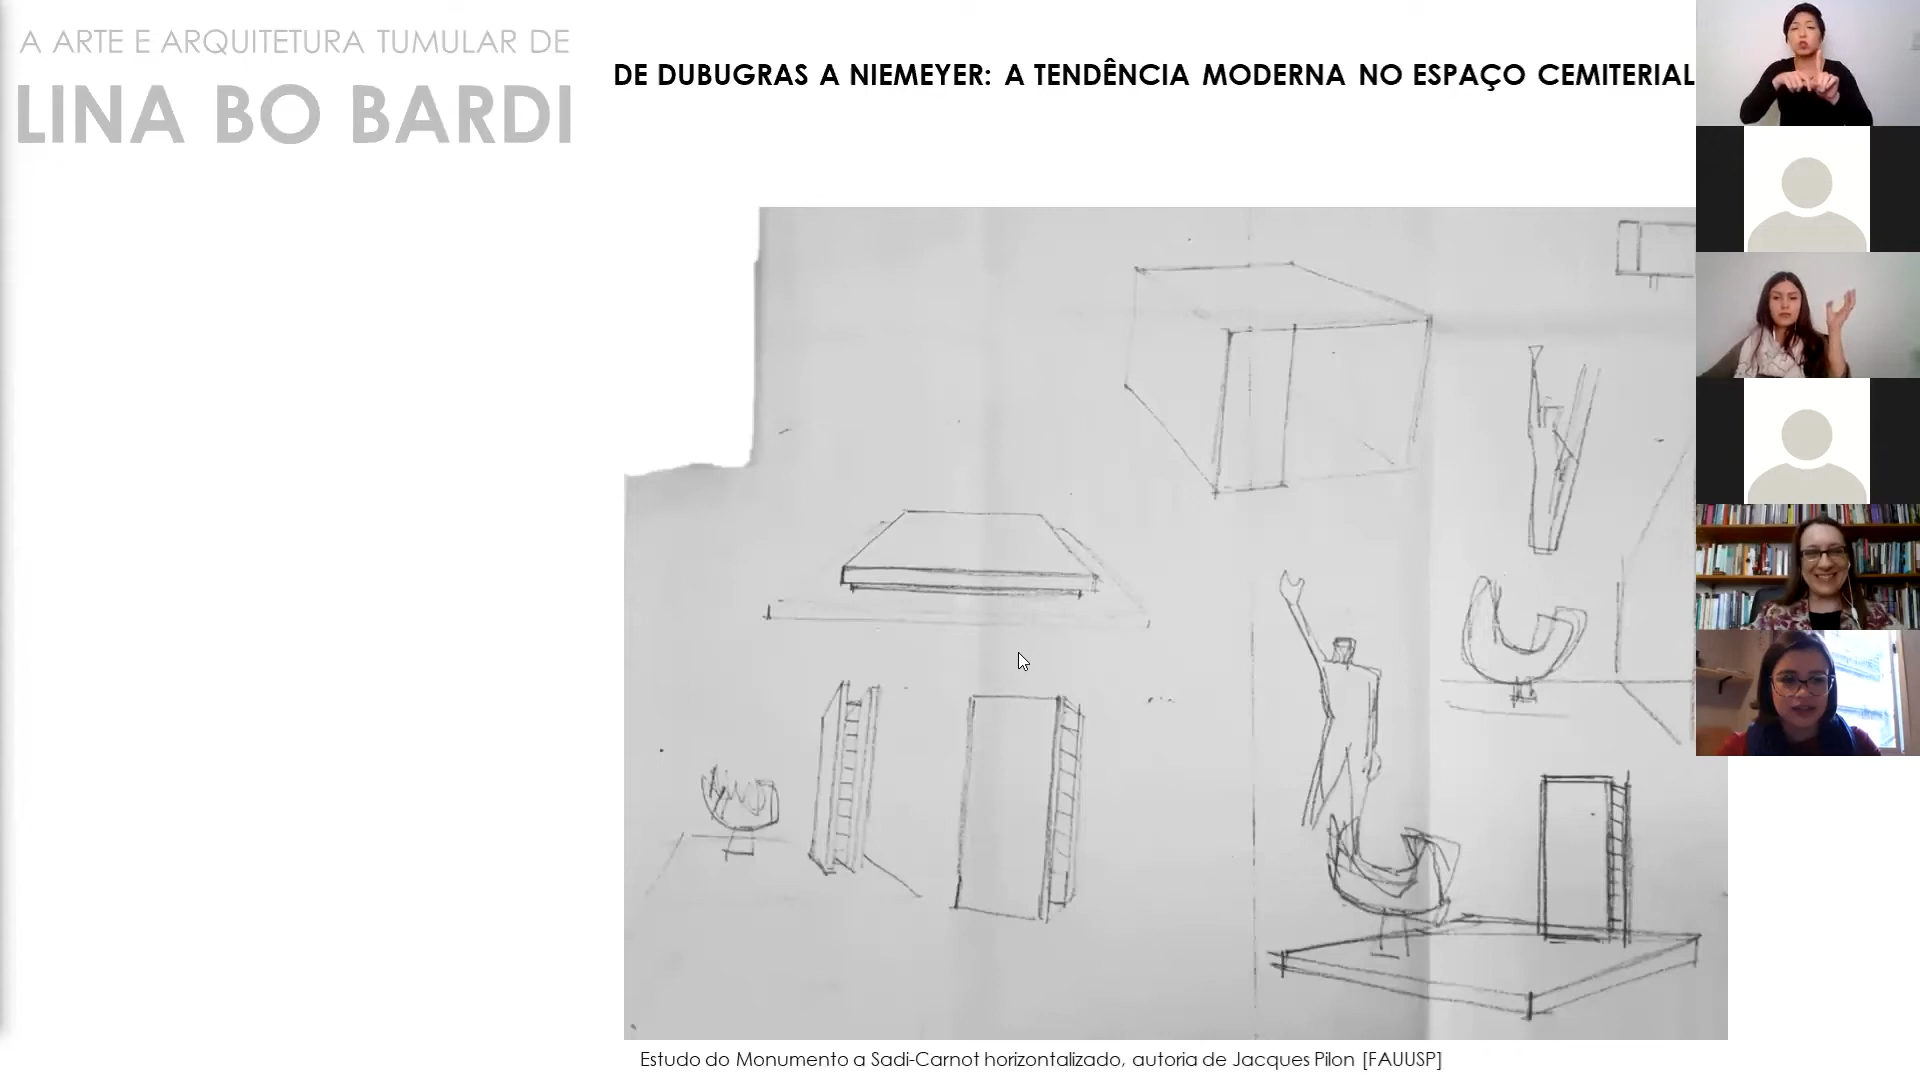 A ARTE E ARQUITETURA TUMULAR DE
LINA BO BARDI
DE DUBUGRAS A NIEMEYER: A TENDÊNCIA MODERNA NO ESPAÇO CEMITERIAL
Estudo do Monumento a Sadi-Carnot horizontalizado, autoria de Jacques Pilon [FAUUSP]